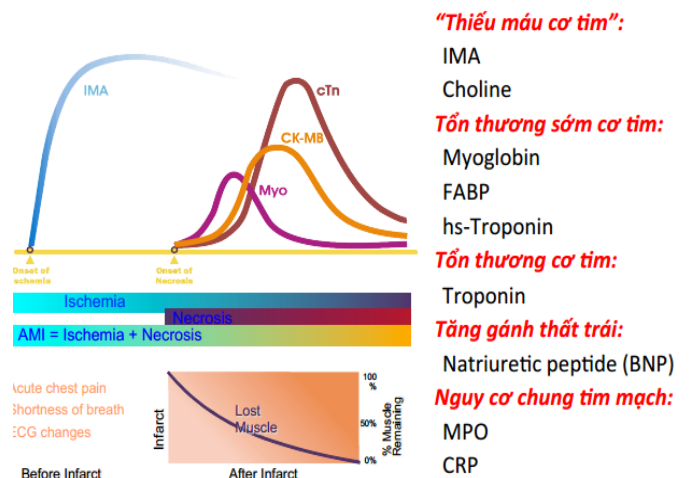 IMA
cTn
CK-MB
Myo
Onset of
Ischemia
Onset of
Necrosis
Ischemia
Necrosis
AMI = Ischemia + Necrosis
Acute chest pain
Shortness of breath
ECG changes
Before Infarct
Infarct
Lost
Muscle
100
%
50%
0%
% Muscle
Remaining
After Infarct
“Thiếu máu cơ tim”:
IMA
Choline
Tổn thương sớm cơ tim:
Myoglobin
FABP
hs-Troponin
Tổn thương cơ tim:
Troponin
Tăng gánh thất trái:
Natriuretic peptide (BNP)
Nguy cơ chung tim mạch:
MPO
CRP